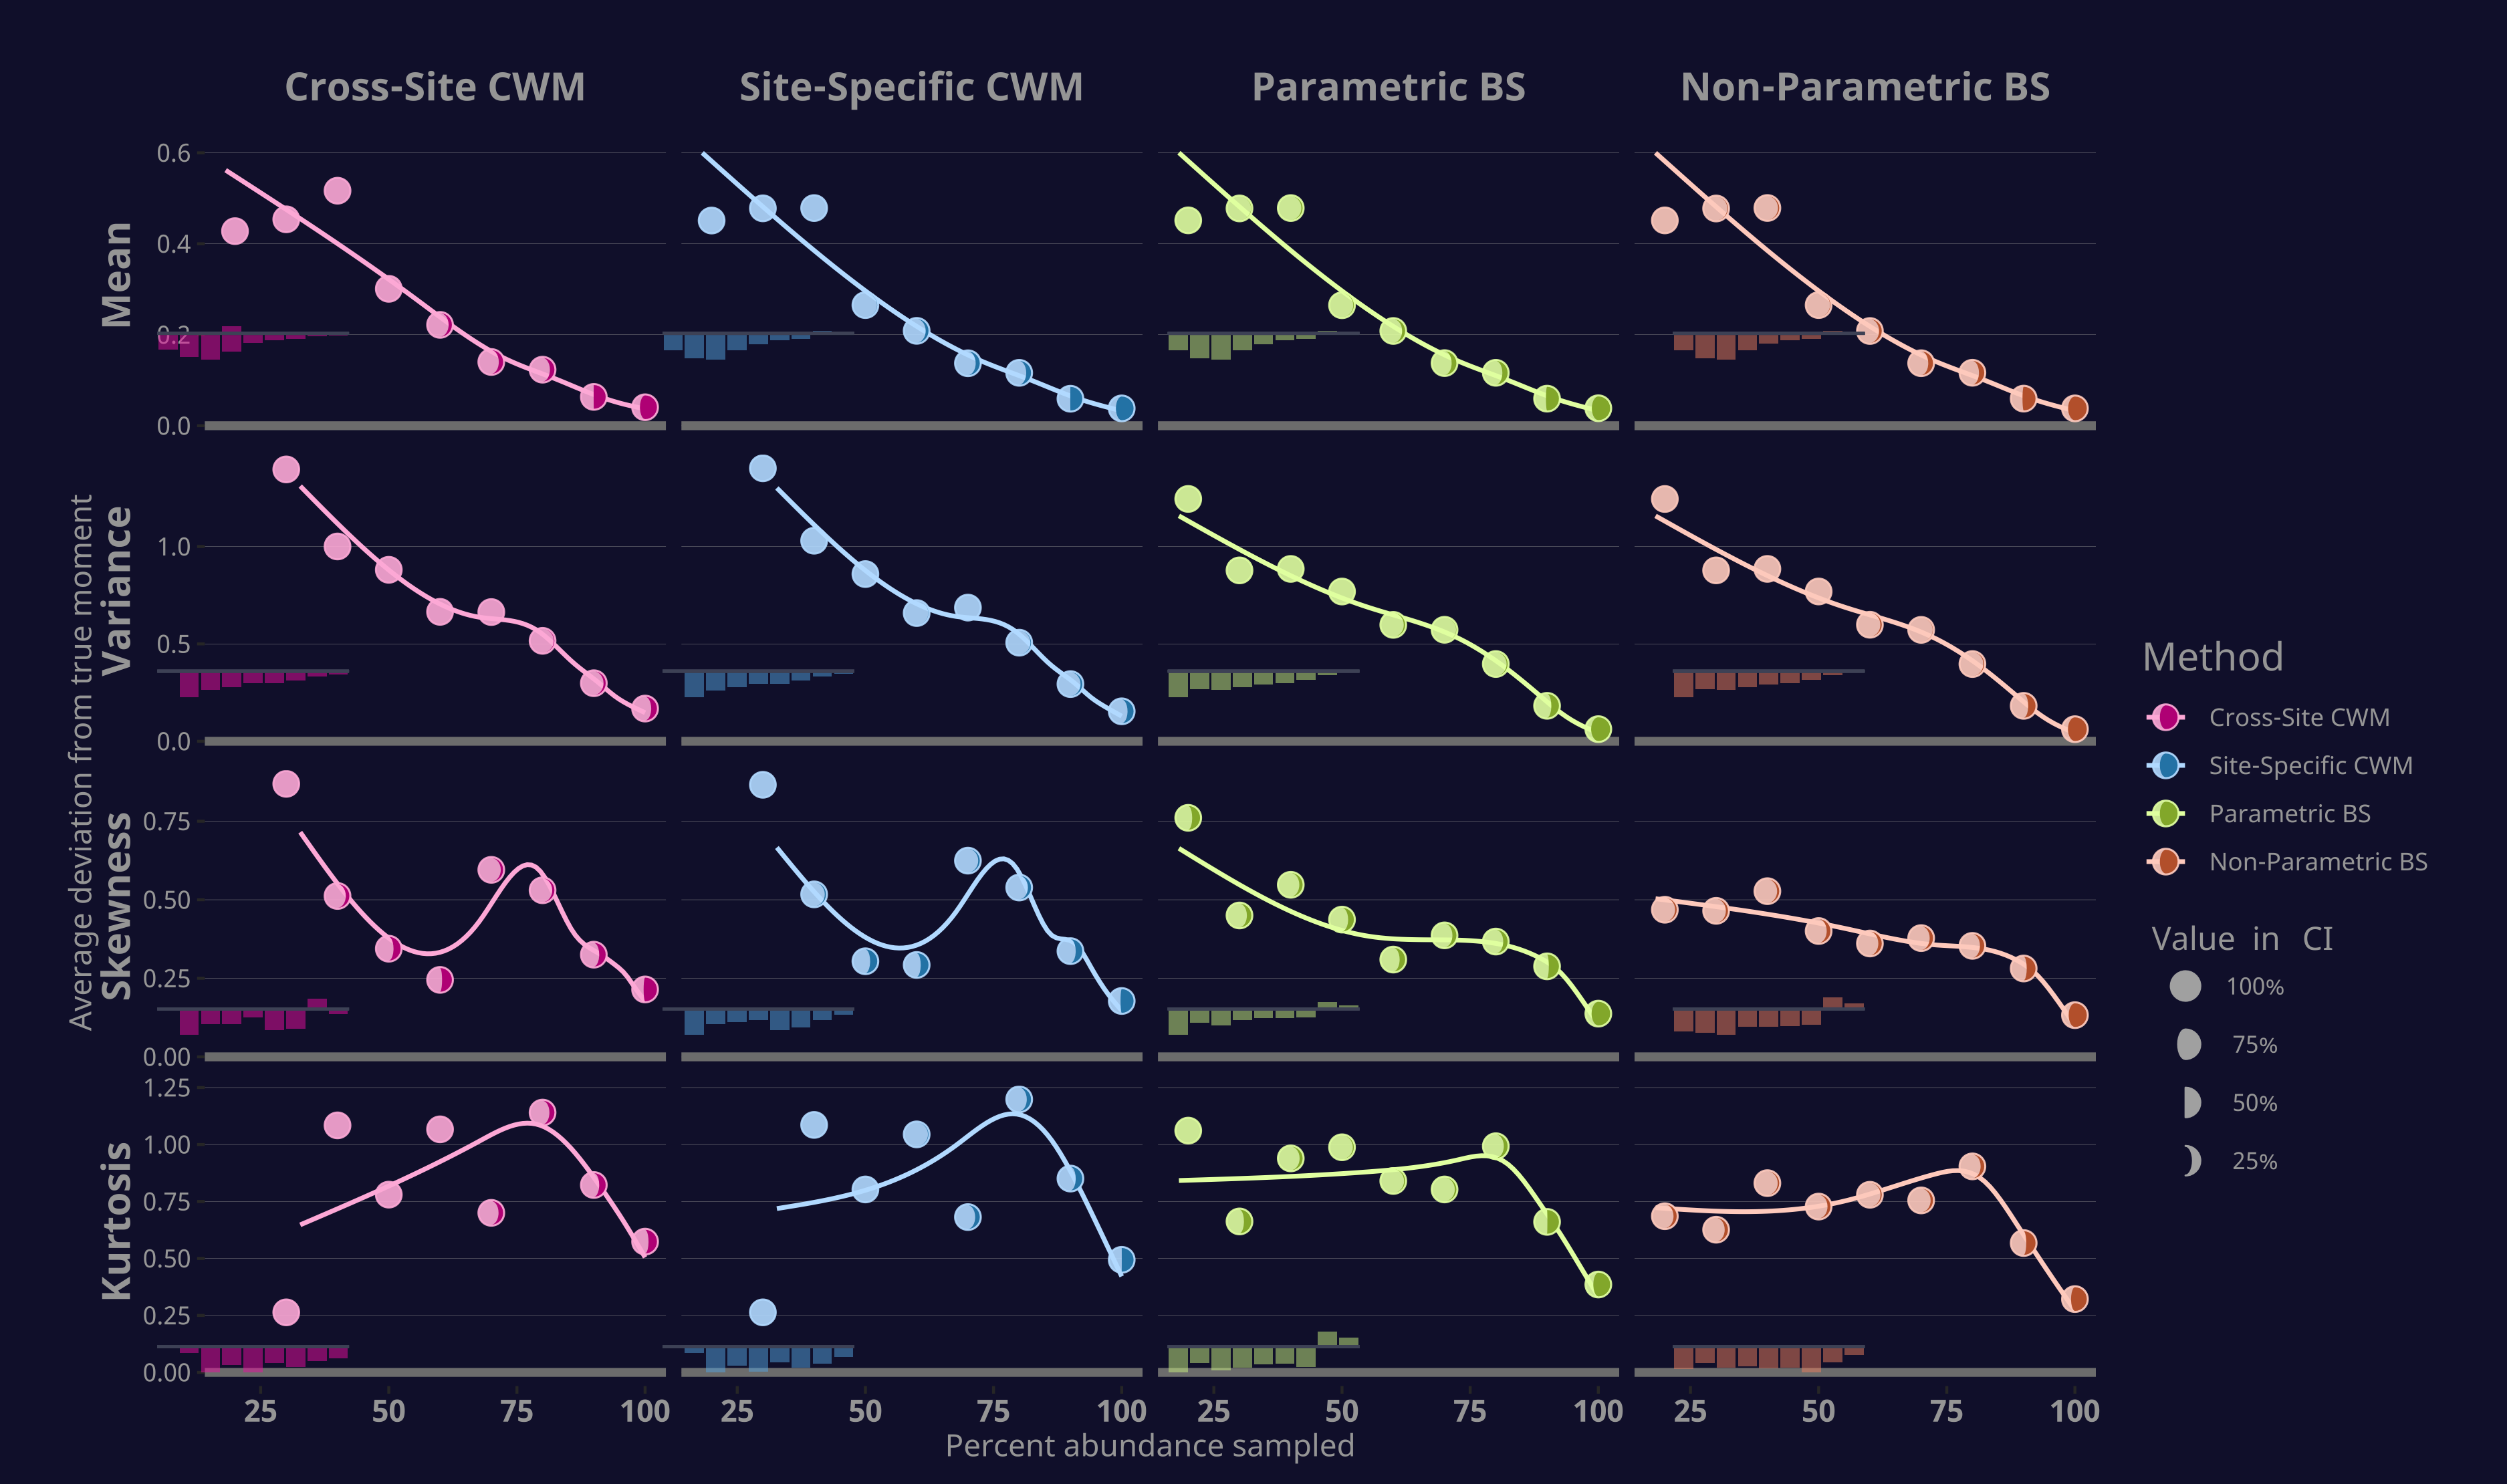 Cross-Site CWM
Site-Specific CWM
Parametric BS
Non-Parametric BS
Average deviation from true moment
Mean
0.6
0.4
0.2
0.0
Variance
1.0
0.5
0.0
Skewness
0.75
0.50
0.25
0.00
Kurtosis
1.25
1.00
0.75
0.50
0.25
0.00
25 50 75 100
25 50 75 100
25 50 75 100
25 50 75 100
Percent abundance sampled
Method
Cross-Site CWM
Site-Specific CWM
Parametric BS
Non-Parametric BS
Value in CI
100%
75%
50%
25%